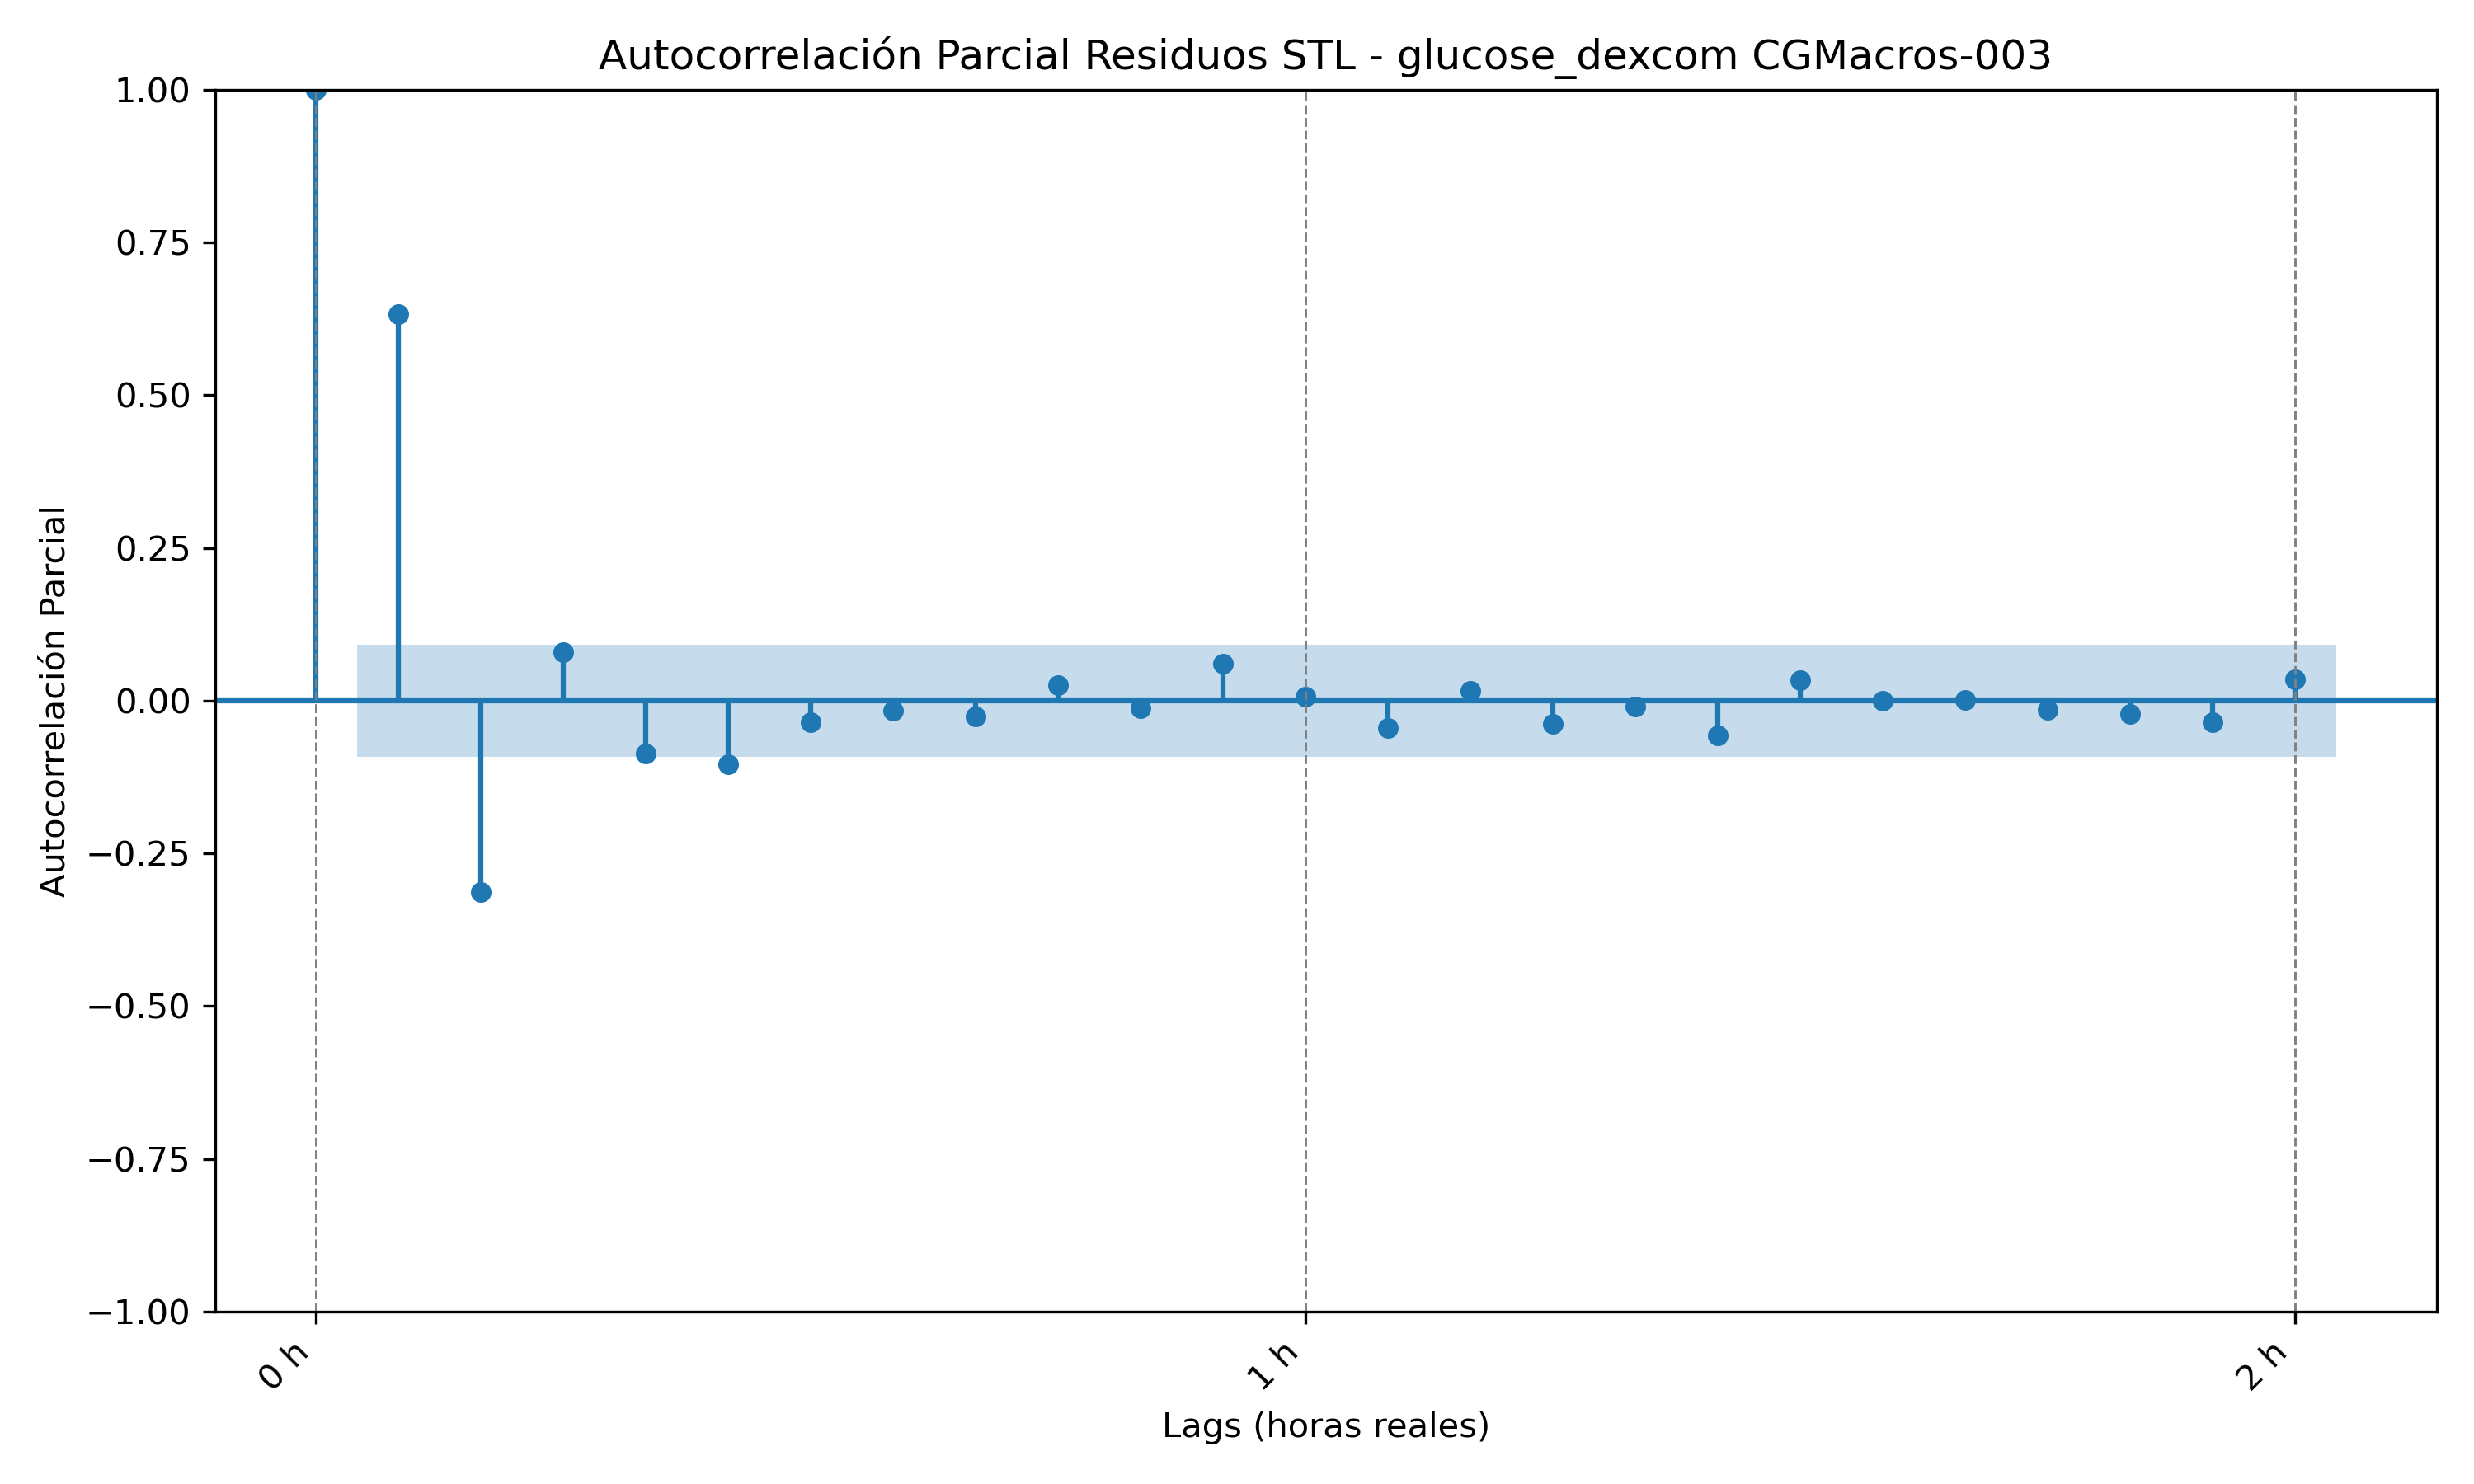 Autocorrelación Parcial Residuos STL - glucose_dexcom CGMacros-003
1.00
0.75
0.50
0.25
0.00
−0.25
−0.50
−0.75
−1.00
Autocorrelación Parcial
0 h
1 h
2 h
Lags (horas reales)